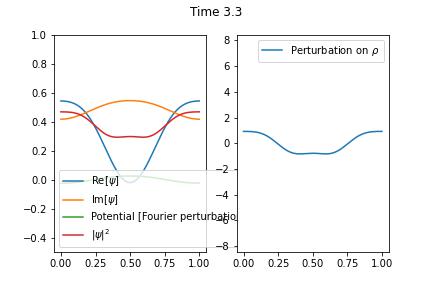 Time 3.3
1.0
0.8
0.6
0.4
0.2
0.0
−0.2
−0.4
0.00 0.25 0.50 0.75 1.00
Re[ψ]
Im[ψ]
Potential [Fourier perturbatio
|ψ|²
8
6
4
2
0
−2
−4
−6
−8
0.00 0.25 0.50 0.75 1.00
Perturbation on ρ